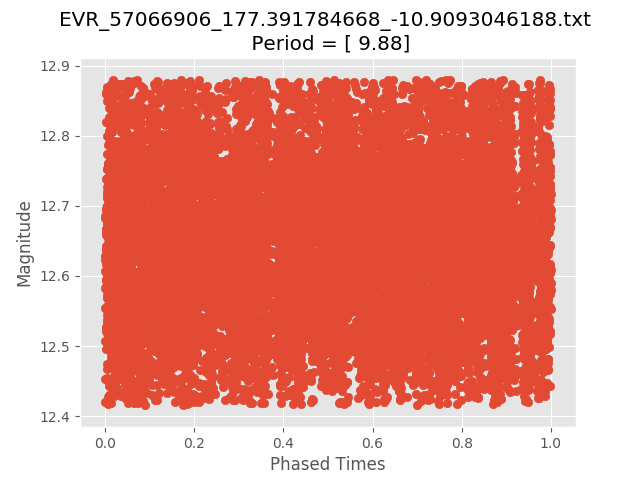 EVR_57066906_177.391784668_-10.9093046188.txt
Period = [ 9.88]
12.9
12.8
12.7
12.6
12.5
12.4
Magnitude
0.0 0.2 0.4 0.6 0.8 1.0
Phased Times